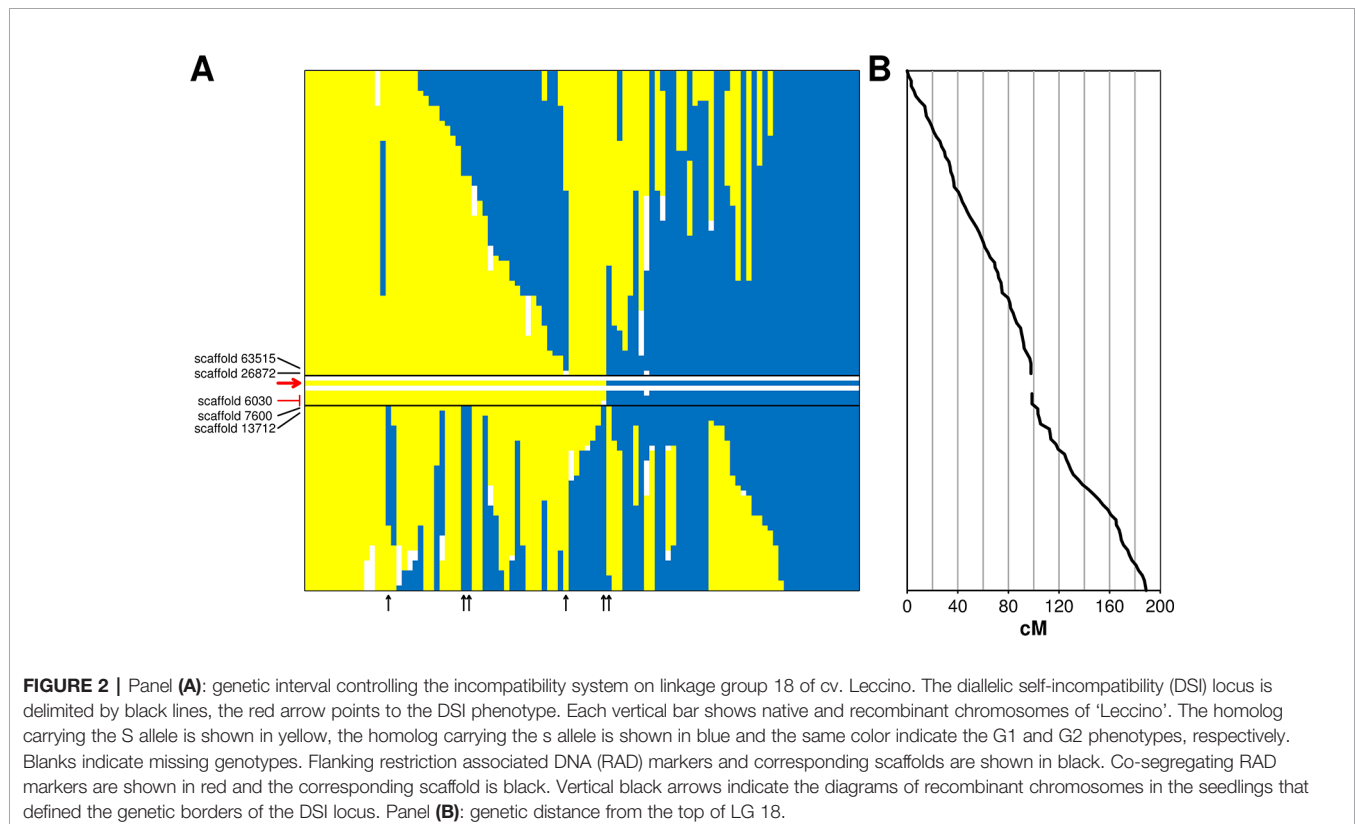 A
B
scaffold 63515
scaffold 26872
scaffold 6030
scaffold 7600
scaffold 13712
0 40 80 120 160 200
cM
FIGURE 2 | Panel (A): genetic interval controlling the incompatibility system on linkage group 18 of cv. Leccino. The diallelic self-incompatibility (DSI) locus is
delimited by black lines, the red arrow points to the DSI phenotype. Each vertical bar shows native and recombinant chromosomes of ‘Leccino’. The homolog
carrying the S allele is shown in yellow, the homolog carrying the s allele is shown in blue and the same color indicate the G1 and G2 phenotypes, respectively.
Blanks indicate missing genotypes. Flanking restriction associated DNA (RAD) markers and corresponding scaffolds are shown in black. Co-segregating RAD
markers are shown in red and the corresponding scaffold is black. Vertical black arrows indicate the diagrams of recombinant chromosomes in the seedlings that
defined the genetic borders of the DSI locus. Panel (B): genetic distance from the top of LG 18.